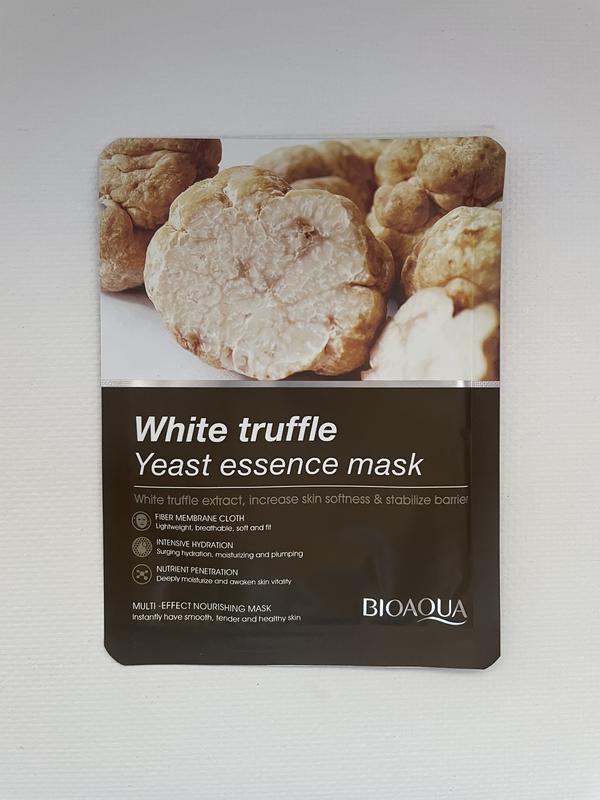 White truffle
Yeast essence mask
White truffle extract, increase skin softness & stabilize barrier
FIBER MEMBRANE CLOTH
Lightweight, breathable, soft and fit
INTENSIVE HYDRATION
Surging hydration, moisturizing and plumping
NUTRIENT PENETRATION
Deeply moisturize and awaken skin vitality
MULTI -EFFECT NOURISHING MASK
Instantly have smooth, tender and healthy skin
BIOAQUA